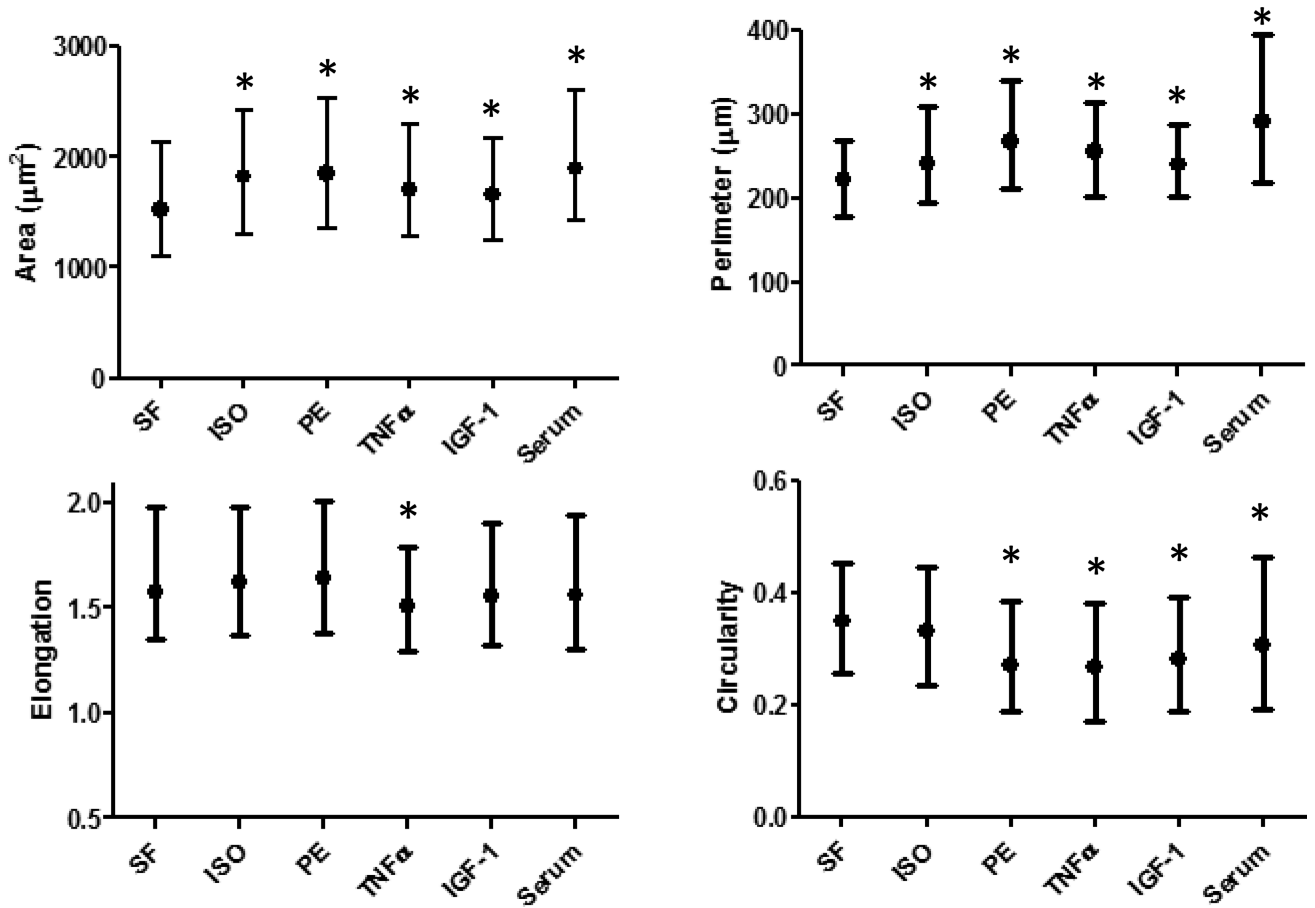 Area (μm²)
3000
2000
1000
0
* * * * *
SF ISO PE TNFα IGF-1 Serum
Perimeter (μm)
400
300
200
100
0
* * * * *
SF ISO PE TNFα IGF-1 Serum
Elongation
2.0
1.5
1.0
0.5
*
SF ISO PE TNFα IGF-1 Serum
Circularity
0.6
0.4
0.2
0.0
* * * *
SF ISO PE TNFα IGF-1 Serum